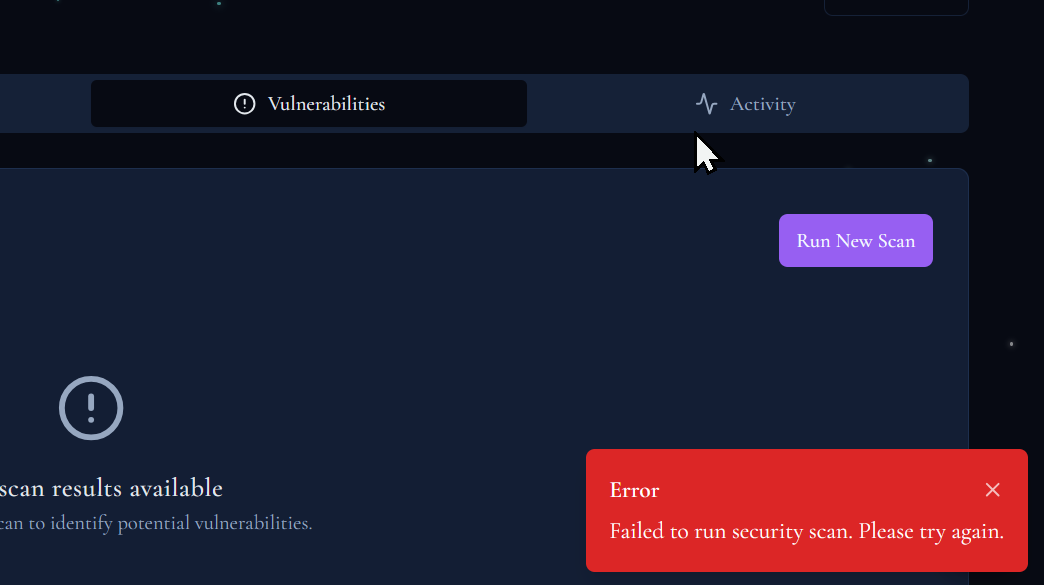 Vulnerabilities
Activity
Run New Scan
scan results available
can to identify potential vulnerabilities.
Error
Failed to run security scan. Please try again.